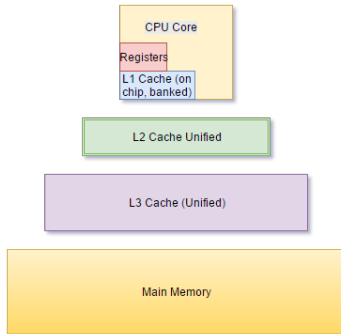 CPU Core
Registers
L1 Cache (on
chip, banked)
L2 Cache Unified
L3 Cache (Unified)
Main Memory